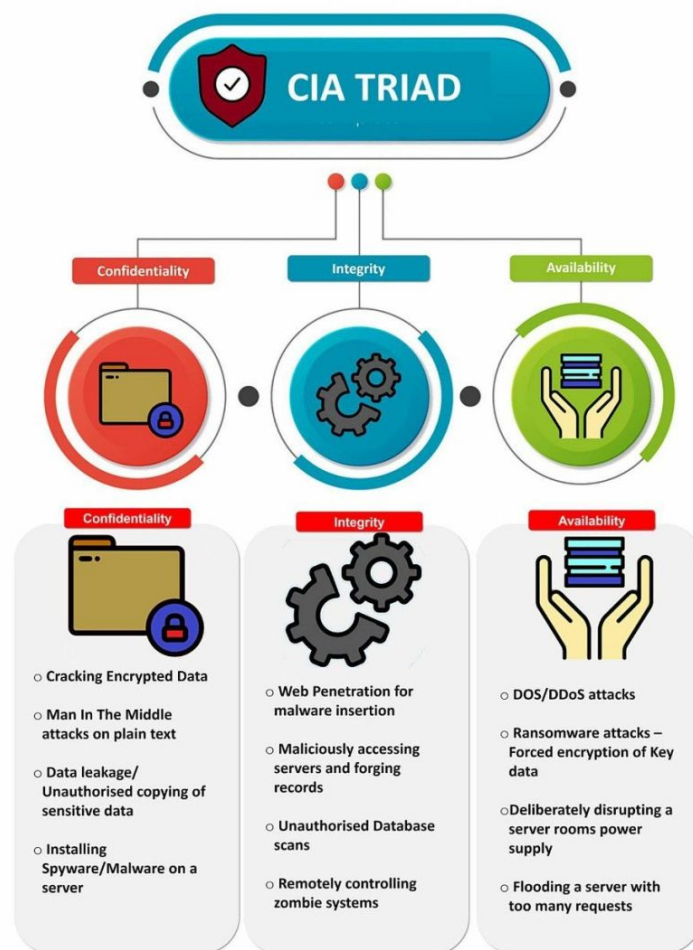 CIA TRIAD
Confidentiality
Integrity
Availability
Confidentiality
○ Cracking Encrypted Data
○ Man In The Middle
attacks on plain text
○ Data leakage/
Unauthorised copying of
sensitive data
○ Installing
Spyware/Malware on a
server
Integrity
○ Web Penetration for
malware insertion
○ Maliciously accessing
servers and forging
records
○ Unauthorised Database
scans
○ Remotely controlling
zombie systems
Availability
○ DOS/DDoS attacks
○ Ransomware attacks –
Forced encryption of Key
data
○Deliberately disrupting a
server rooms power
supply
○ Flooding a server with
too many requests